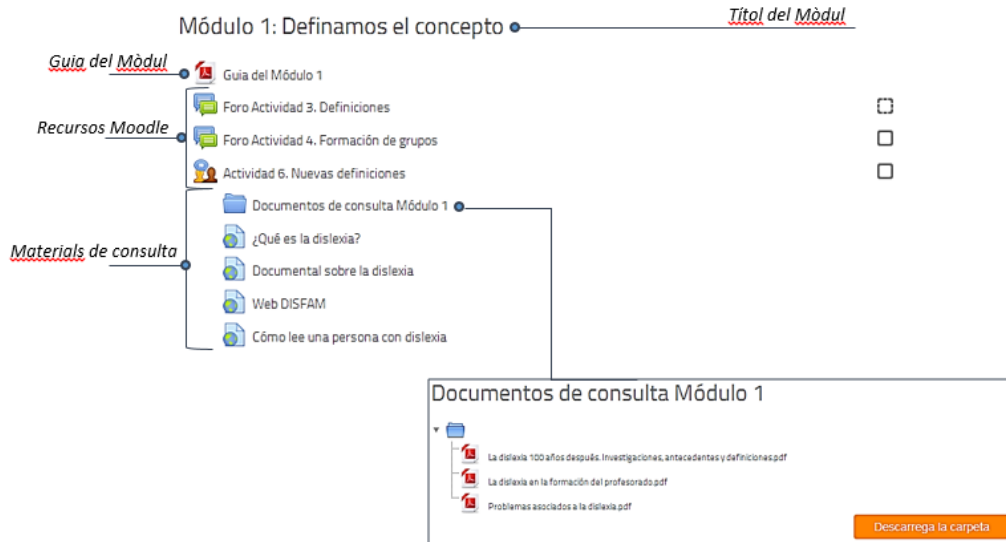 Módulo 1: Definamos el concepto
Títol del Mòdul
Guia del Mòdul
Guia del Módulo 1
Recursos Moodle
Foro Actividad 3. Definiciones
Foro Actividad 4. Formación de grupos
Actividad 6. Nuevas definiciones
Materials de consulta
Documentos de consulta Módulo 1
¿Qué es la dislexia?
Documental sobre la dislexia
Web DISFAM
Cómo lee una persona con dislexia
Documentos de consulta Módulo 1
La dislexia 100 años después. Investigaciones, antecedentes y definiciones.pdf
La dislexia en la formación del profesorado.pdf
Problemas asociados a la dislexia.pdf
Descarrega la carpeta